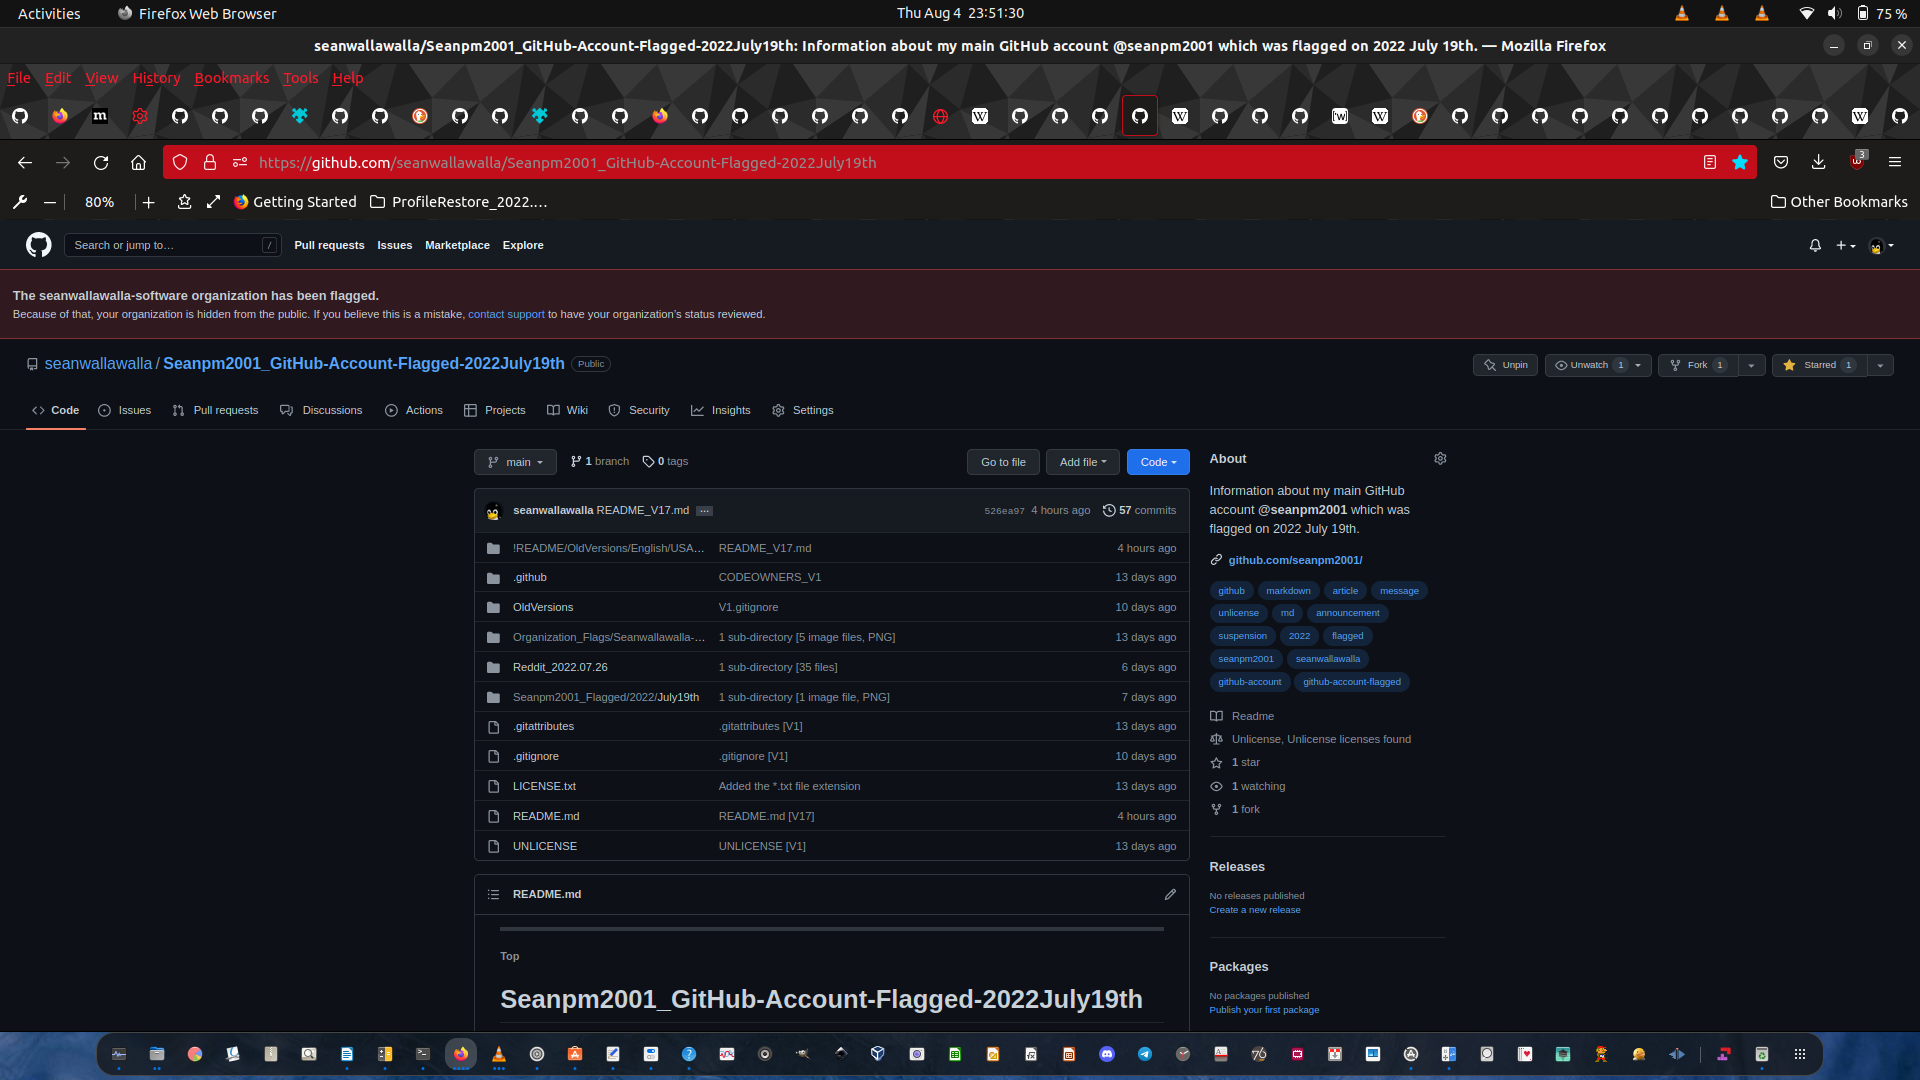 Activities Firefox Web Browser Thu Aug 4 23:51:30 75 %
seanwallawalla/Seanpm2001_GitHub-Account-Flagged-2022July19th: Information about my main GitHub account @seanpm2001 which was flagged on 2022 July 19th. — Mozilla Firefox
File Edit View History Bookmarks Tools Help
https://github.com/seanwallawalla/Seanpm2001_GitHub-Account-Flagged-2022July19th 3
80% Getting Started ProfileRestore_2022.... Other Bookmarks
Search or jump to... / Pull requests Issues Marketplace Explore
The seanwallawalla-software organization has been flagged.
Because of that, your organization is hidden from the public. If you believe this is a mistake, contact support to have your organization's status reviewed.
seanwallawalla / Seanpm2001_GitHub-Account-Flagged-2022July19th Public Unpin Unwatch 1 Fork 1 Starred 1
Code Issues Pull requests Discussions Actions Projects Wiki Security Insights Settings
main 1 branch 0 tags Go to file Add file Code
seanwallawalla README_V17.md ... 526ea97 4 hours ago 57 commits
!README/OldVersions/English/USA... README_V17.md 4 hours ago
.github CODEOWNERS_V1 13 days ago
OldVersions V1.gitignore 10 days ago
Organization_Flags/Seanwallawalla-... 1 sub-directory [5 image files, PNG] 13 days ago
Reddit_2022.07.26 1 sub-directory [35 files] 6 days ago
Seanpm2001_Flagged/2022/July19th 1 sub-directory [1 image file, PNG] 7 days ago
.gitattributes .gitattributes [V1] 13 days ago
.gitignore .gitignore [V1] 10 days ago
LICENSE.txt Added the *.txt file extension 13 days ago
README.md README.md [V17] 4 hours ago
UNLICENSE UNLICENSE [V1] 13 days ago
README.md
Top
Seanpm2001_GitHub-Account-Flagged-2022July19th
About
Information about my main GitHub
account @seanpm2001 which was
flagged on 2022 July 19th.
github.com/seanpm2001/
github markdown article message
unlicense md announcement
suspension 2022 flagged
seanpm2001 seanwallawalla
github-account github-account-flagged
Readme
Unlicense, Unlicense licenses found
1 star
1 watching
1 fork
Releases
No releases published
Create a new release
Packages
No packages published
Publish your first package